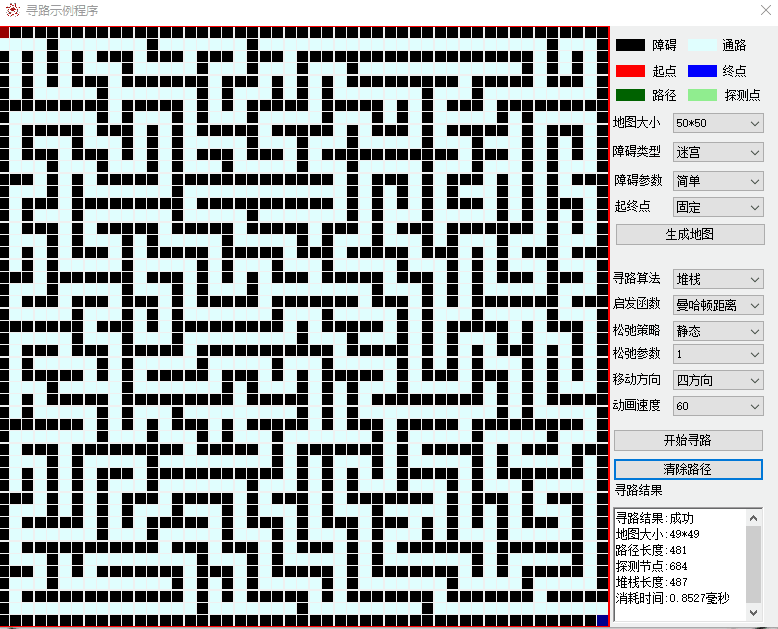 寻路示例程序
障碍 通路
起点 终点
路径 探测点
地图大小 50*50
障碍类型 迷宫
障碍参数 简单
起终点 固定
生成地图
寻路算法 堆栈
启发函数 曼哈顿距离
松弛策略 静态
松弛参数 1
移动方向 四方向
动画速度 60
开始寻路
清除路径
寻路结果
寻路结果:成功
地图大小:49*49
路径长度:481
探测节点:684
堆栈长度:487
消耗时间:0.8527毫秒